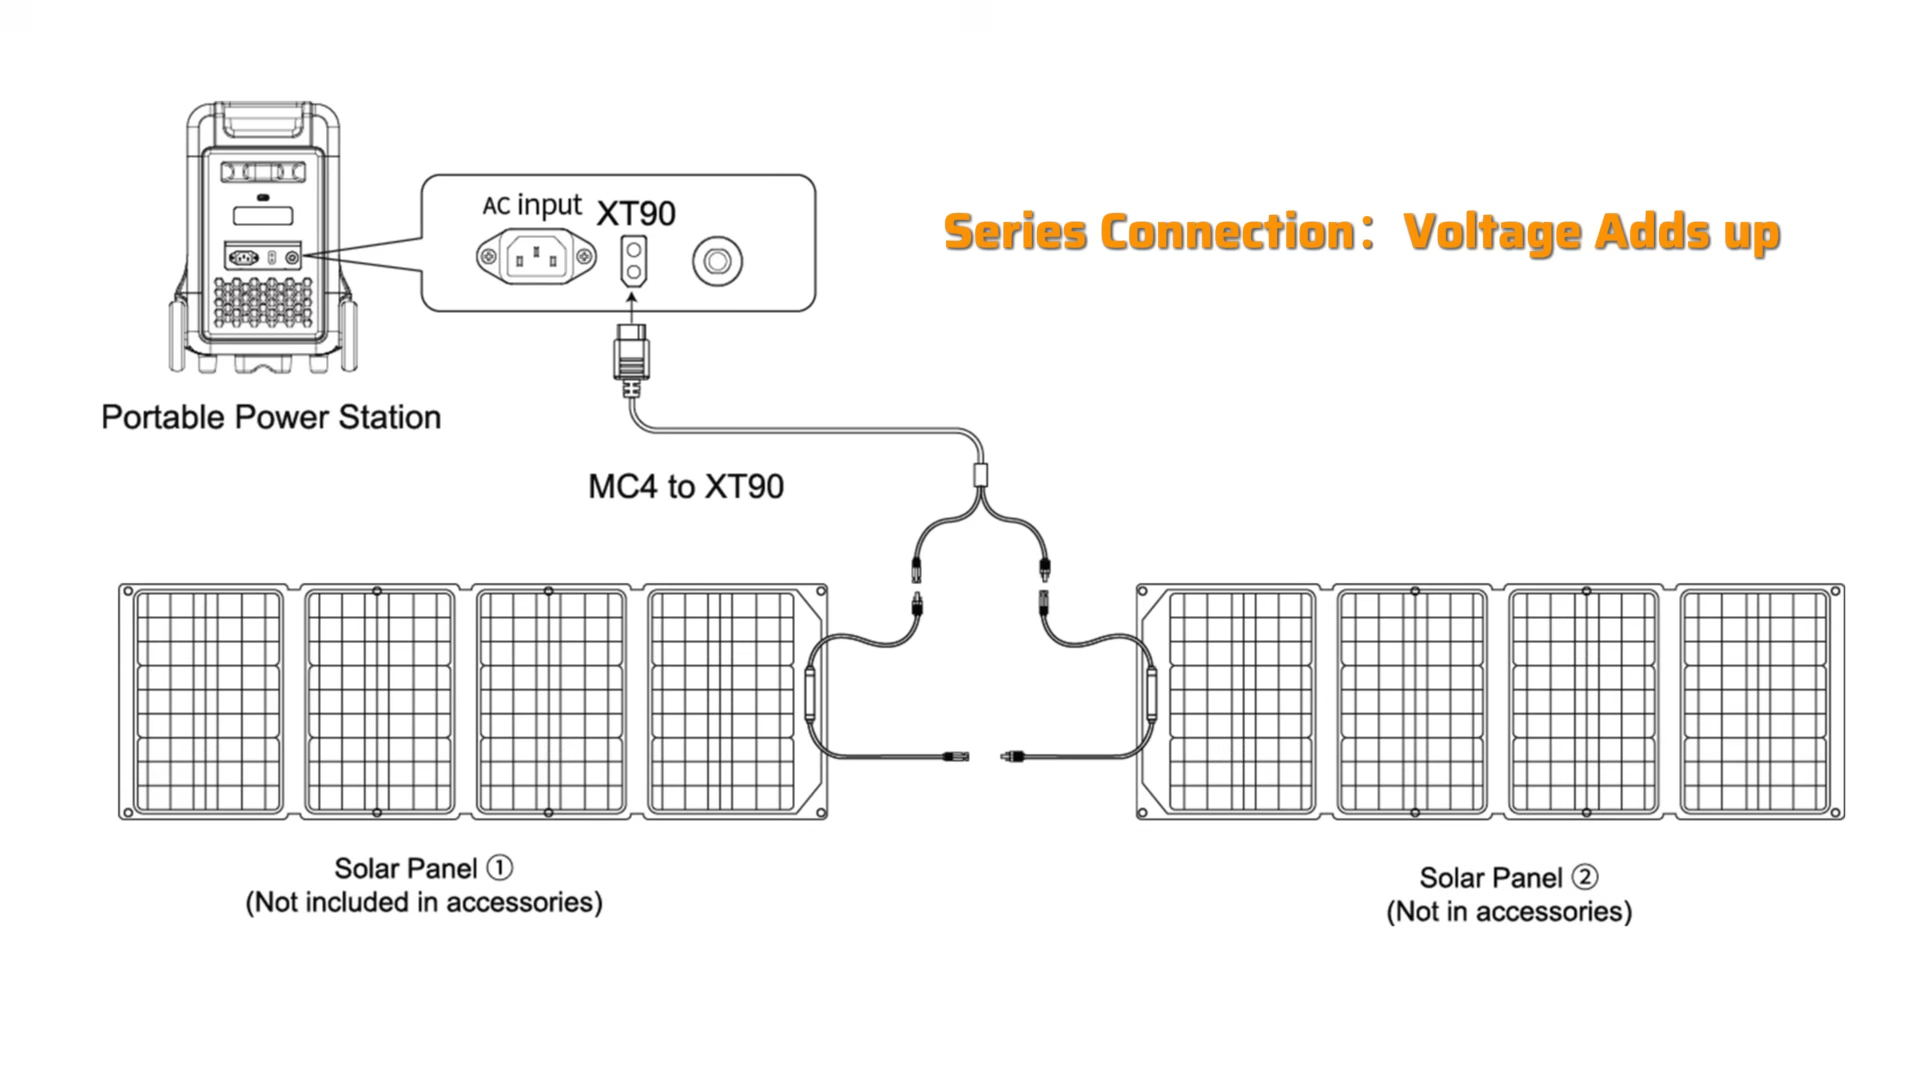 AC input
XT90
Series Connection： Voltage Adds up
Portable Power Station
MC4 to XT90
Solar Panel ①
(Not included in accessories)
Solar Panel ②
(Not in accessories)